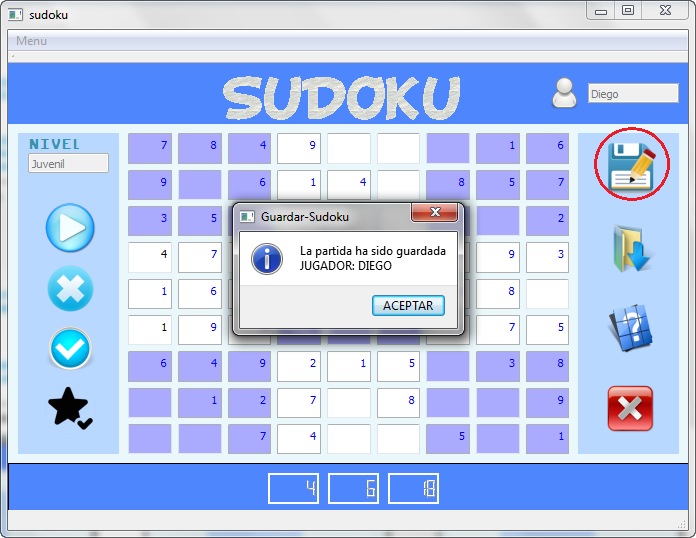 sudoku
Menu
SUDOKU
Diego
NIVEL
Juvenil
7 8 4 9 1 6
9 6 1 4 8 5 7
3 5 2
Guardar-Sudoku
La partida ha sido guardada
JUGADOR: DIEGO
ACEPTAR
4 7 9 3
1 6 8
1 9 7 5
6 4 9 2 1 5 3 8
1 2 7 8 9
7 4 5 1
4 6 18